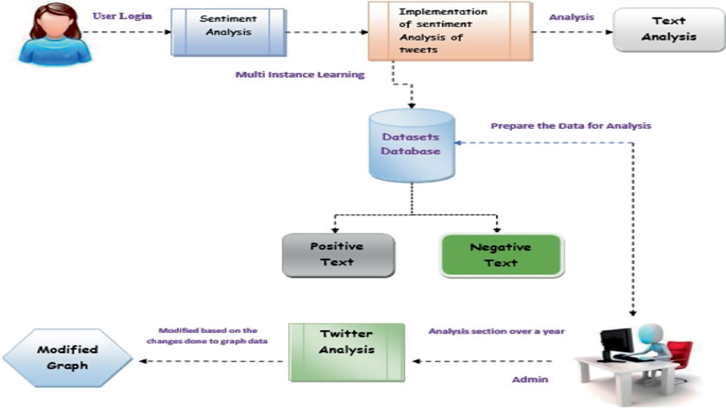 User Login
Sentiment
Analysis
Implementation
of sentiment
Analysis of
tweets
Analysis
Text
Analysis
Multi Instance Learning
Datasets
Database
Prepare the Data for Analysis
Positive
Text
Negative
Text
Modified
Graph
Modified based on the
changes done to graph data
Twitter
Analysis
Analysis section over a year
Admin